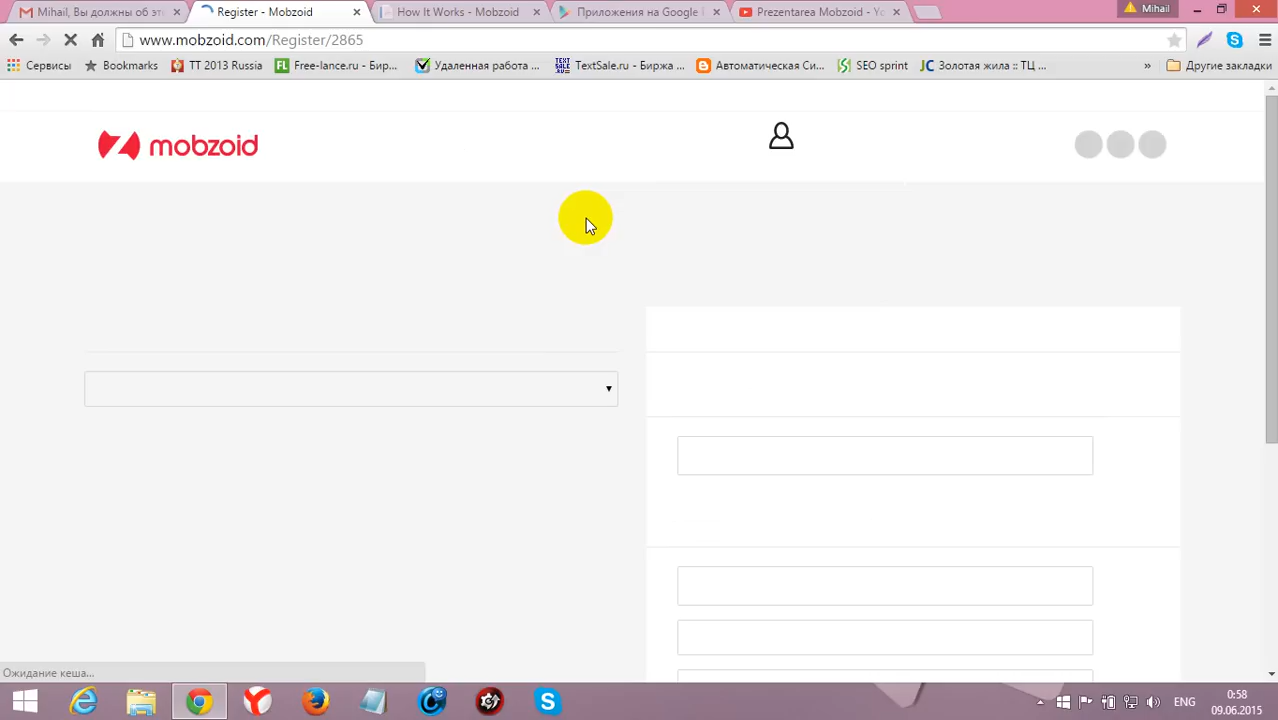 Mihail, Вы должны об эт
Register - Mobzoid
How It Works - Mobzoid
Приложения на Google
Prezentarea Mobzoid - Yo
Mihail
www.mobzoid.com/Register/2865
Сервисы
Bookmarks
TT 2013 Russia
Free-lance.ru - Бир...
Удаленная работа ...
TextSale.ru - Биржа ...
Автоматическая Си...
SEO sprint
Золотая жила :: ТЦ ...
»
Другие закладки
mobzoid
Ожидание кеша...
ENG
0:58
09.06.2015